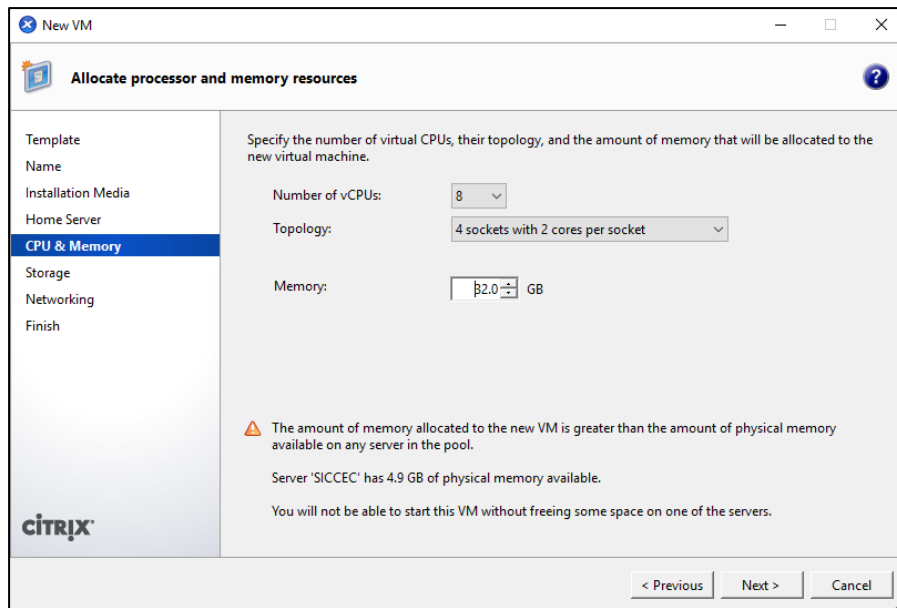 New VM
Allocate processor and memory resources
?
Template
Name
Installation Media
Home Server
CPU & Memory
Storage
Networking
Finish
CİTRIX
Specify the number of virtual CPUs, their topology, and the amount of memory that will be allocated to the
new virtual machine.
Number of vCPUs: 8
Topology: 4 sockets with 2 cores per socket
Memory: 32.0 GB
The amount of memory allocated to the new VM is greater than the amount of physical memory
available on any server in the pool.
Server 'SICCEC' has 4.9 GB of physical memory available.
You will not be able to start this VM without freeing some space on one of the servers.
< Previous Next > Cancel